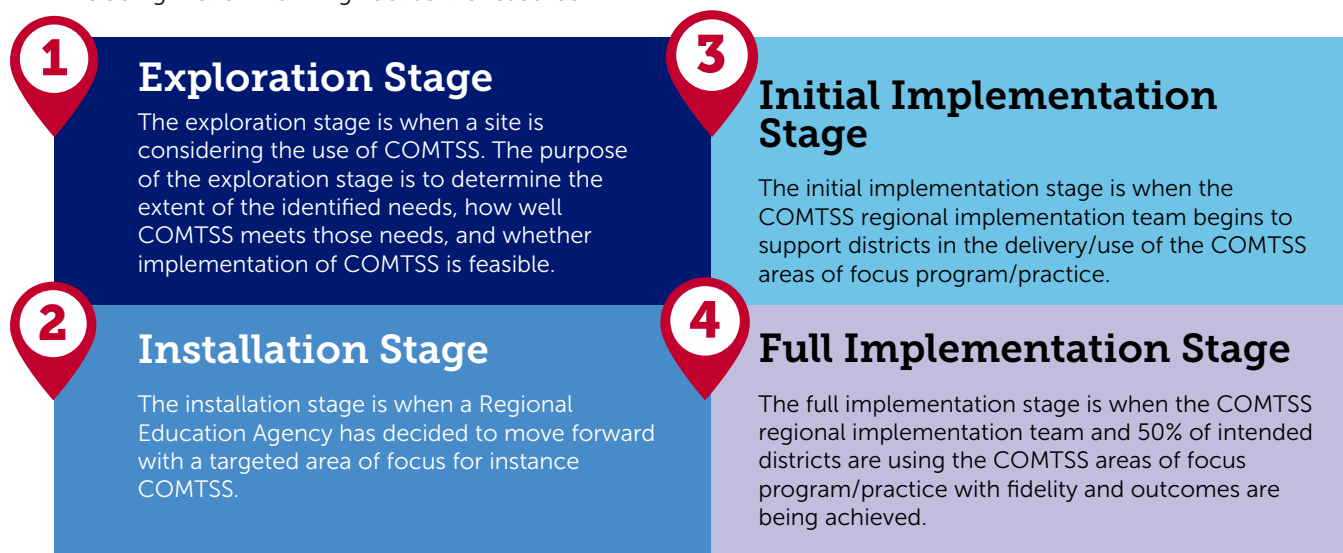 1
Exploration Stage
The exploration stage is when a site is
considering the use of COMTSS. The purpose
of the exploration stage is to determine the
extent of the identified needs, how well
COMTSS meets those needs, and whether
implementation of COMTSS is feasible.
2
Installation Stage
The installation stage is when a Regional
Education Agency has decided to move forward
with a targeted area of focus for instance
COMTSS.
3
Initial Implementation
Stage
The initial implementation stage is when the
COMTSS regional implementation team begins to
support districts in the delivery/use of the COMTSS
areas of focus program/practice.
4
Full Implementation Stage
The full implementation stage is when the COMTSS
regional implementation team and 50% of intended
districts are using the COMTSS areas of focus
program/practice with fidelity and outcomes are
being achieved.